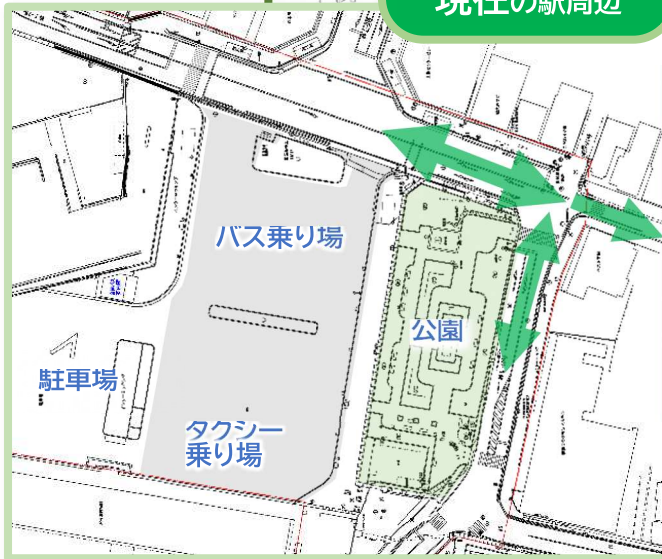 現在の駅周辺
バス乗り場
公園
駐車場
タクシー
乗り場